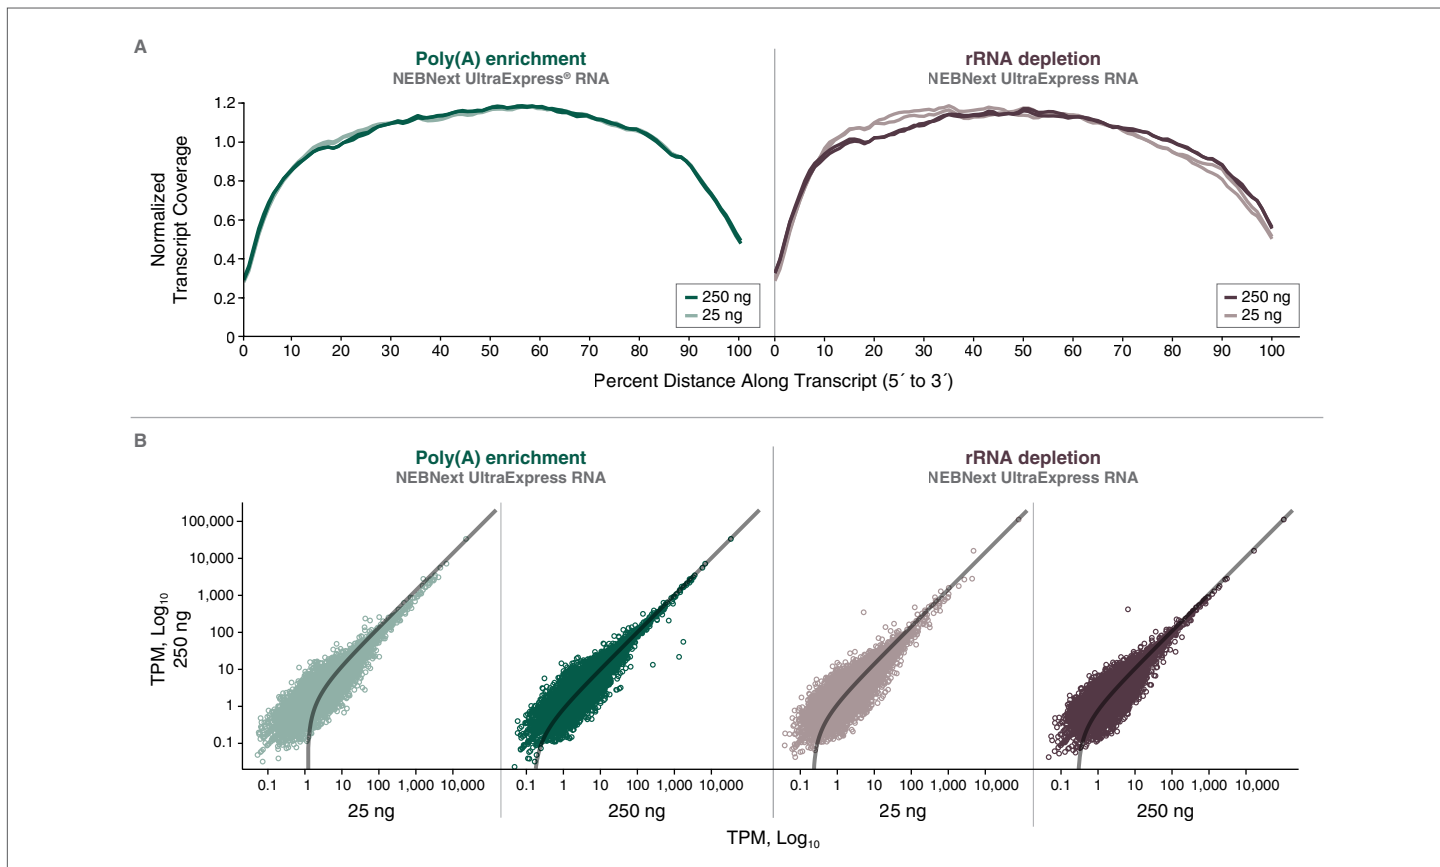 A
Poly(A) enrichment
NEBNext UltraExpress® RNA
rRNA depletion
NEBNext UltraExpress RNA
Normalized
Transcript Coverage
1.2
1.0
0.8
0.6
0.4
0.2
0
250 ng
25 ng
250 ng
25 ng
0 10 20 30 40 50 60 70 80 90 100
0 10 20 30 40 50 60 70 80 90 100
Percent Distance Along Transcript (5´ to 3´)
B
Poly(A) enrichment
NEBNext UltraExpress RNA
rRNA depletion
NEBNext UltraExpress RNA
TPM, Log₁₀
250 ng
100,000
10,000
1,000
100
10
1
0.1
0.1 1 10 100 1,000 10,000
0.1 1 10 100 1,000 10,000
0.1 1 10 100 1,000 10,000
0.1 1 10 100 1,000 10,000
25 ng
250 ng
25 ng
250 ng
TPM, Log₁₀